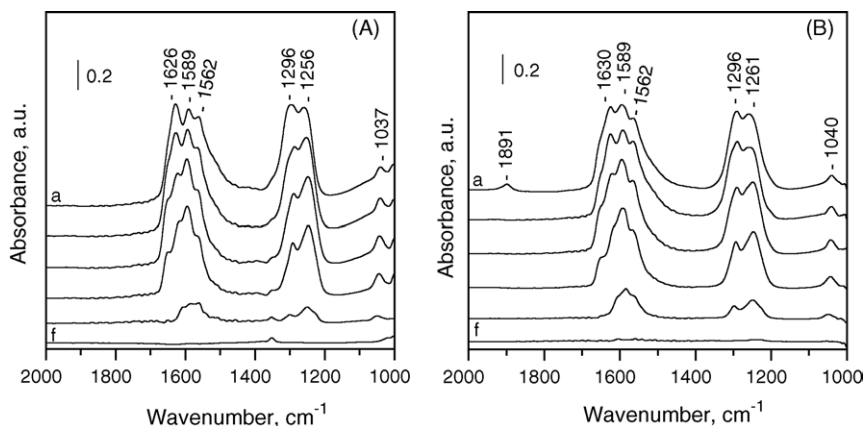 (A)
0.2
- 1626
- 1589
- 1562
- 1296
- 1256
- 1037
a
f
Absorbance, a.u.
2000 1800 1600 1400 1200 1000
Wavenumber, cm-1
(B)
0.2
- 1891
- 1630
- 1589
- 1562
- 1296
- 1261
- 1040
a
f
Absorbance, a.u.
2000 1800 1600 1400 1200 1000
Wavenumber, cm-1